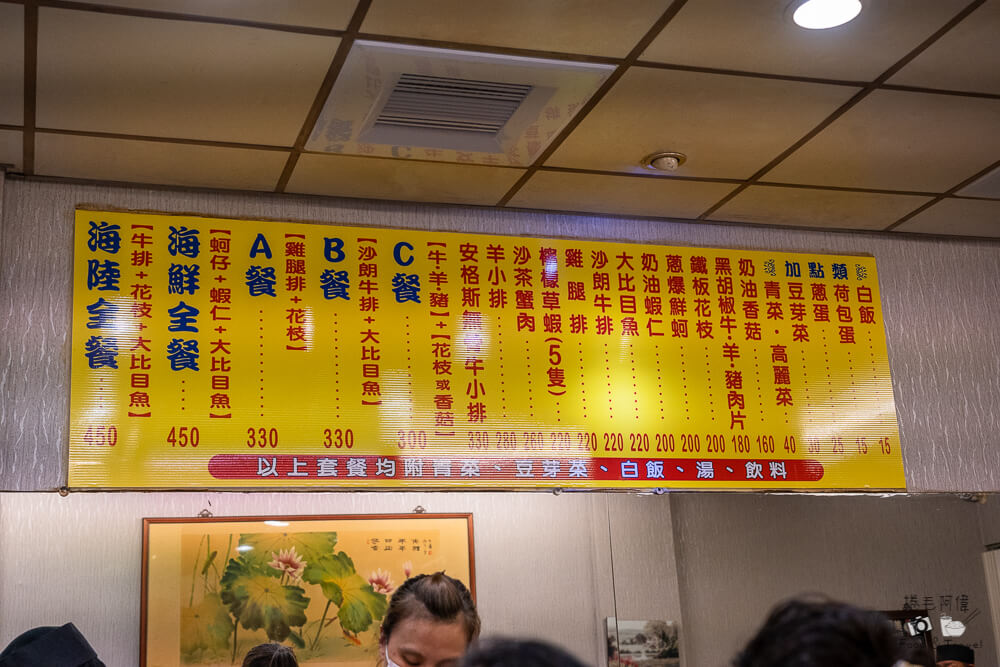 海陸全餐【牛排+花枝+大比目魚】450
海鮮全餐【蚵仔+蝦仁+大比目魚】450
A餐【雞腿排+花枝】330
B餐【沙朗牛排+大比目魚】330
C餐【牛‧羊‧豬】+【花枝或香菇】300
安格斯無骨牛小排 330
羊小排 280
沙茶蟹肉 260
檸檬草蝦(5隻) 220
雞腿排 220
沙朗牛排 220
大比目魚 220
奶油蝦仁 200
蔥爆鮮蚵 200
鐵板花枝 200
黑胡椒牛‧羊‧豬肉片 180
奶油香菇 160
加點類
青菜‧高麗菜 40
豆芽菜 30
蔥蛋 25
荷包蛋 15
白飯 15
以上套餐均附青菜、豆芽菜、白飯、湯、飲料
捲毛阿偉